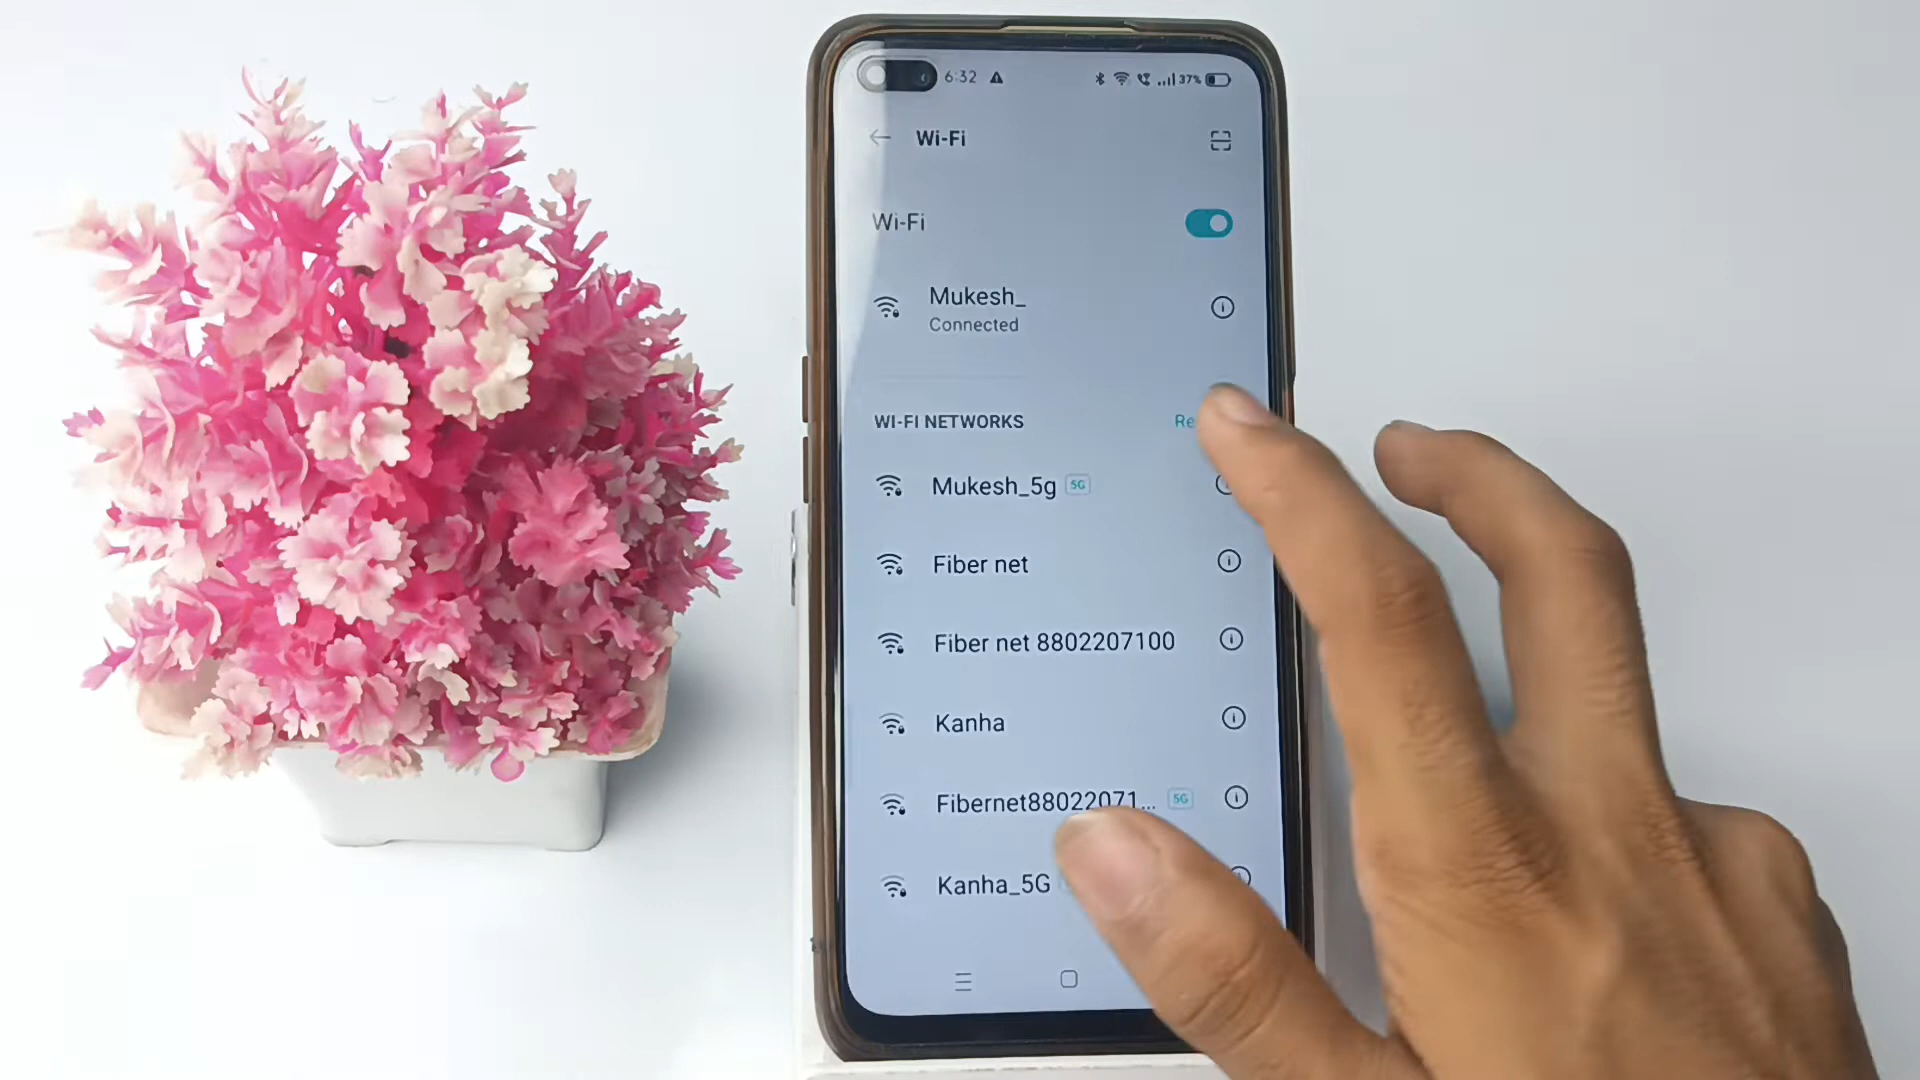 6:32 37%
Wi-Fi
Wi-Fi
Mukesh_
Connected
WI-FI NETWORKS
Mukesh_5g 5G
Fiber net
Fiber net 8802207100
Kanha
Fibernet88022071... 5G
Kanha_5G